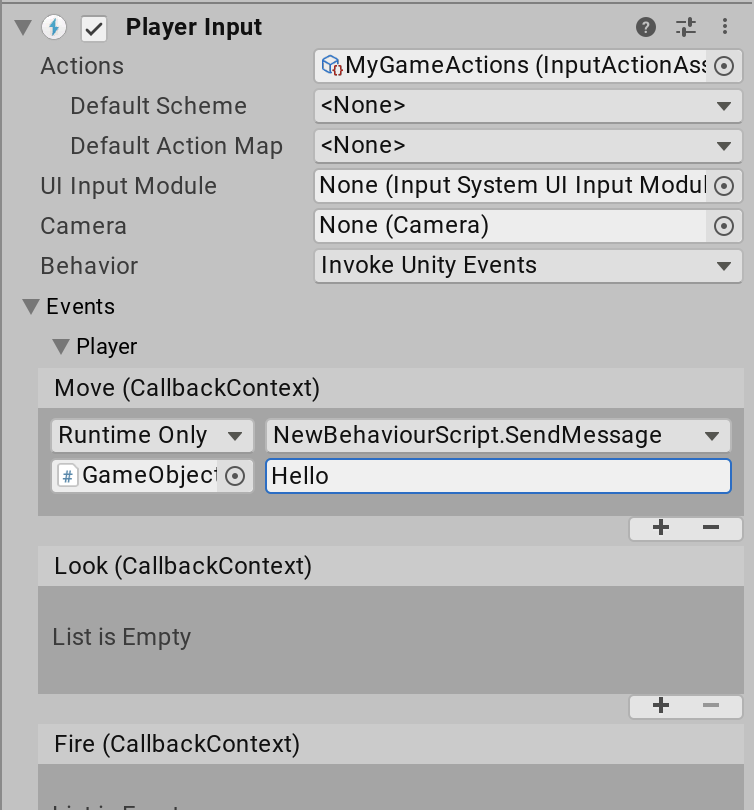 Player Input
Actions MyGameActions (InputActionAss
Default Scheme <None>
Default Action Map <None>
UI Input Module None (Input System UI Input Modul
Camera None (Camera)
Behavior Invoke Unity Events
Events
Player
Move (CallbackContext)
Runtime Only NewBehaviourScript.SendMessage
# GameObject Hello
+ −
Look (CallbackContext)
List is Empty
+ −
Fire (CallbackContext)